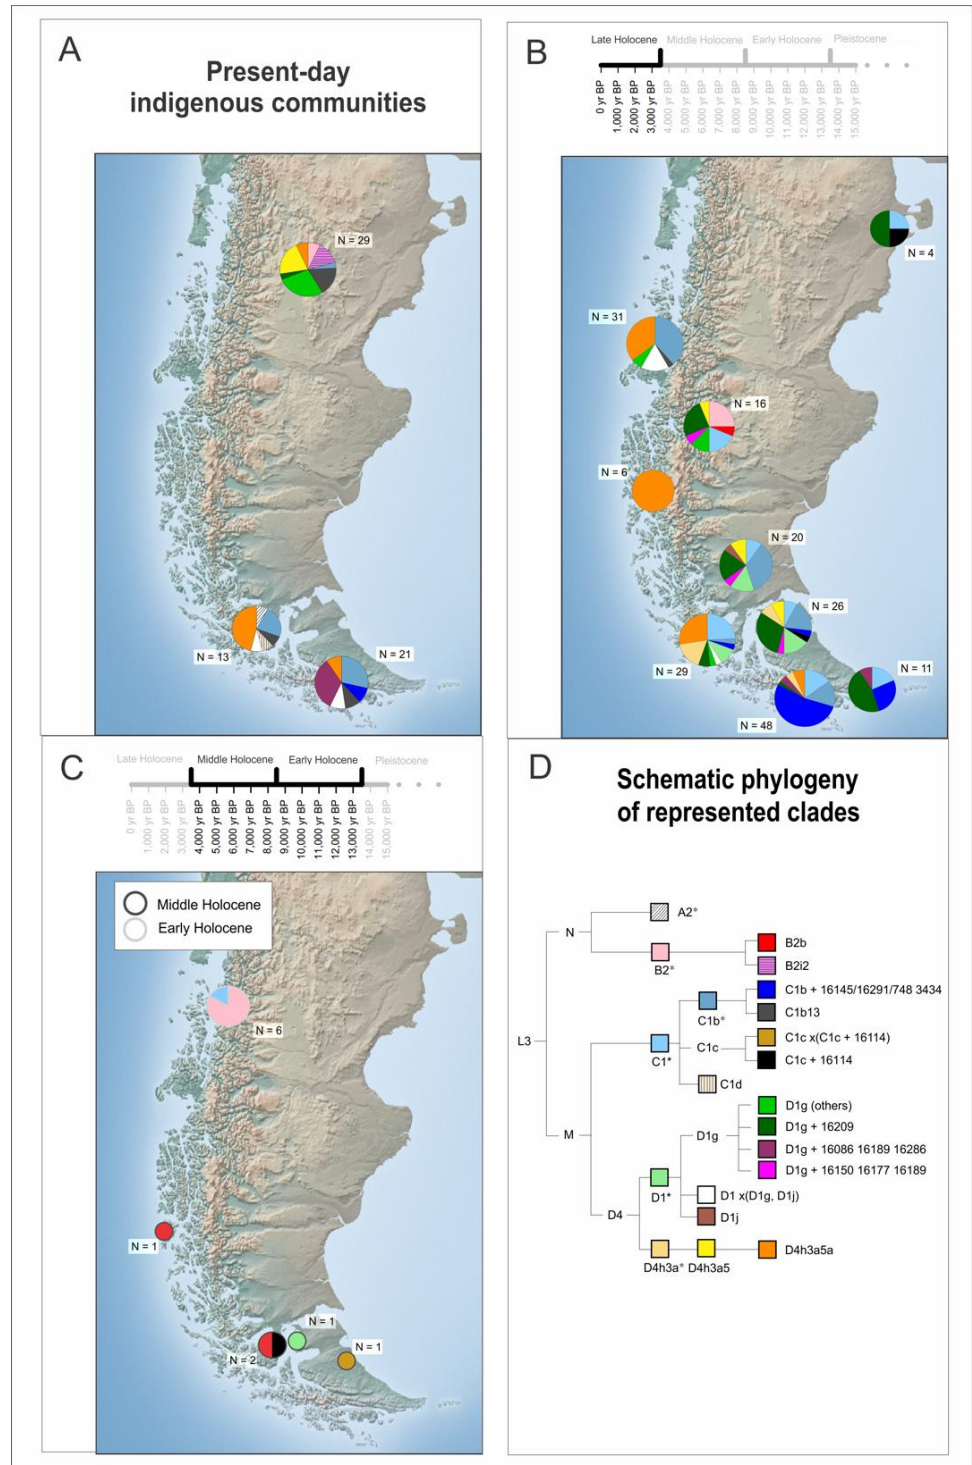 A
Present-day
indigenous communities
N = 29
N = 13
N = 21
B
Late Holocene Middle Holocene Early Holocene Pleistocene
0 yr BP
1,000 yr BP
2,000 yr BP
3,000 yr BP
4,000 yr BP
5,000 yr BP
6,000 yr BP
7,000 yr BP
8,000 yr BP
9,000 yr BP
10,000 yr BP
11,000 yr BP
12,000 yr BP
13,000 yr BP
14,000 yr BP
15,000 yr BP
N = 4
N = 31
N = 16
N = 6
N = 20
N = 26
N = 29
N = 11
N = 48
C
Late Holocene Middle Holocene Early Holocene Pleistocene
0 yr BP
1,000 yr BP
2,000 yr BP
3,000 yr BP
4,000 yr BP
5,000 yr BP
6,000 yr BP
7,000 yr BP
8,000 yr BP
9,000 yr BP
10,000 yr BP
11,000 yr BP
12,000 yr BP
13,000 yr BP
14,000 yr BP
15,000 yr BP
Middle Holocene
Early Holocene
N = 6
N = 1
N = 1
N = 1
N = 2
D
Schematic phylogeny
of represented clades
A2*
N
B2b
B2*
B2i2
C1b + 16145/16291/748 3434
C1b*
C1b13
C1c x(C1c + 16114)
L3
C1c
C1*
C1c + 16114
C1d
D1g (others)
D1g + 16209
M
D1g
D1g + 16086 16189 16286
D1g + 16150 16177 16189
D1*
D1 x(D1g, D1j)
D4
D1j
D4h3a5a
D4h3a* D4h3a5